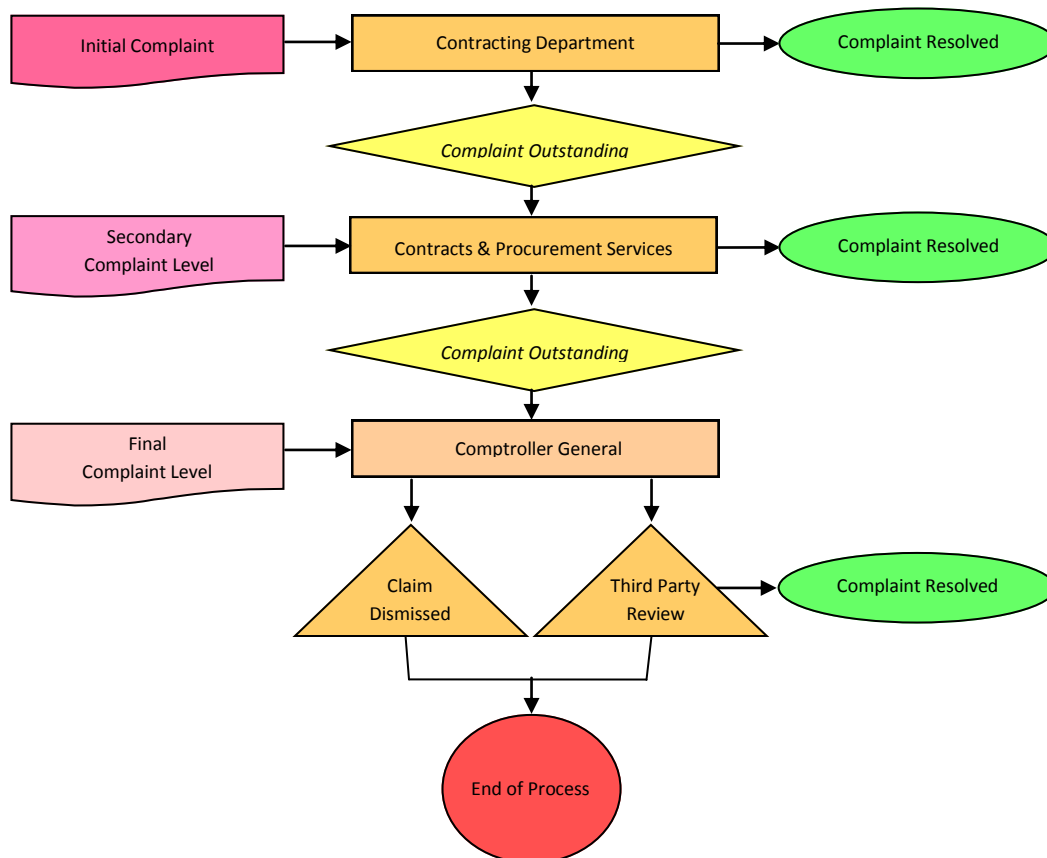 Initial Complaint
Contracting Department
Complaint Resolved
Complaint Outstanding
Secondary
Complaint Level
Contracts & Procurement Services
Complaint Resolved
Complaint Outstanding
Final
Complaint Level
Comptroller General
Claim
Dismissed
Third Party
Review
Complaint Resolved
End of Process